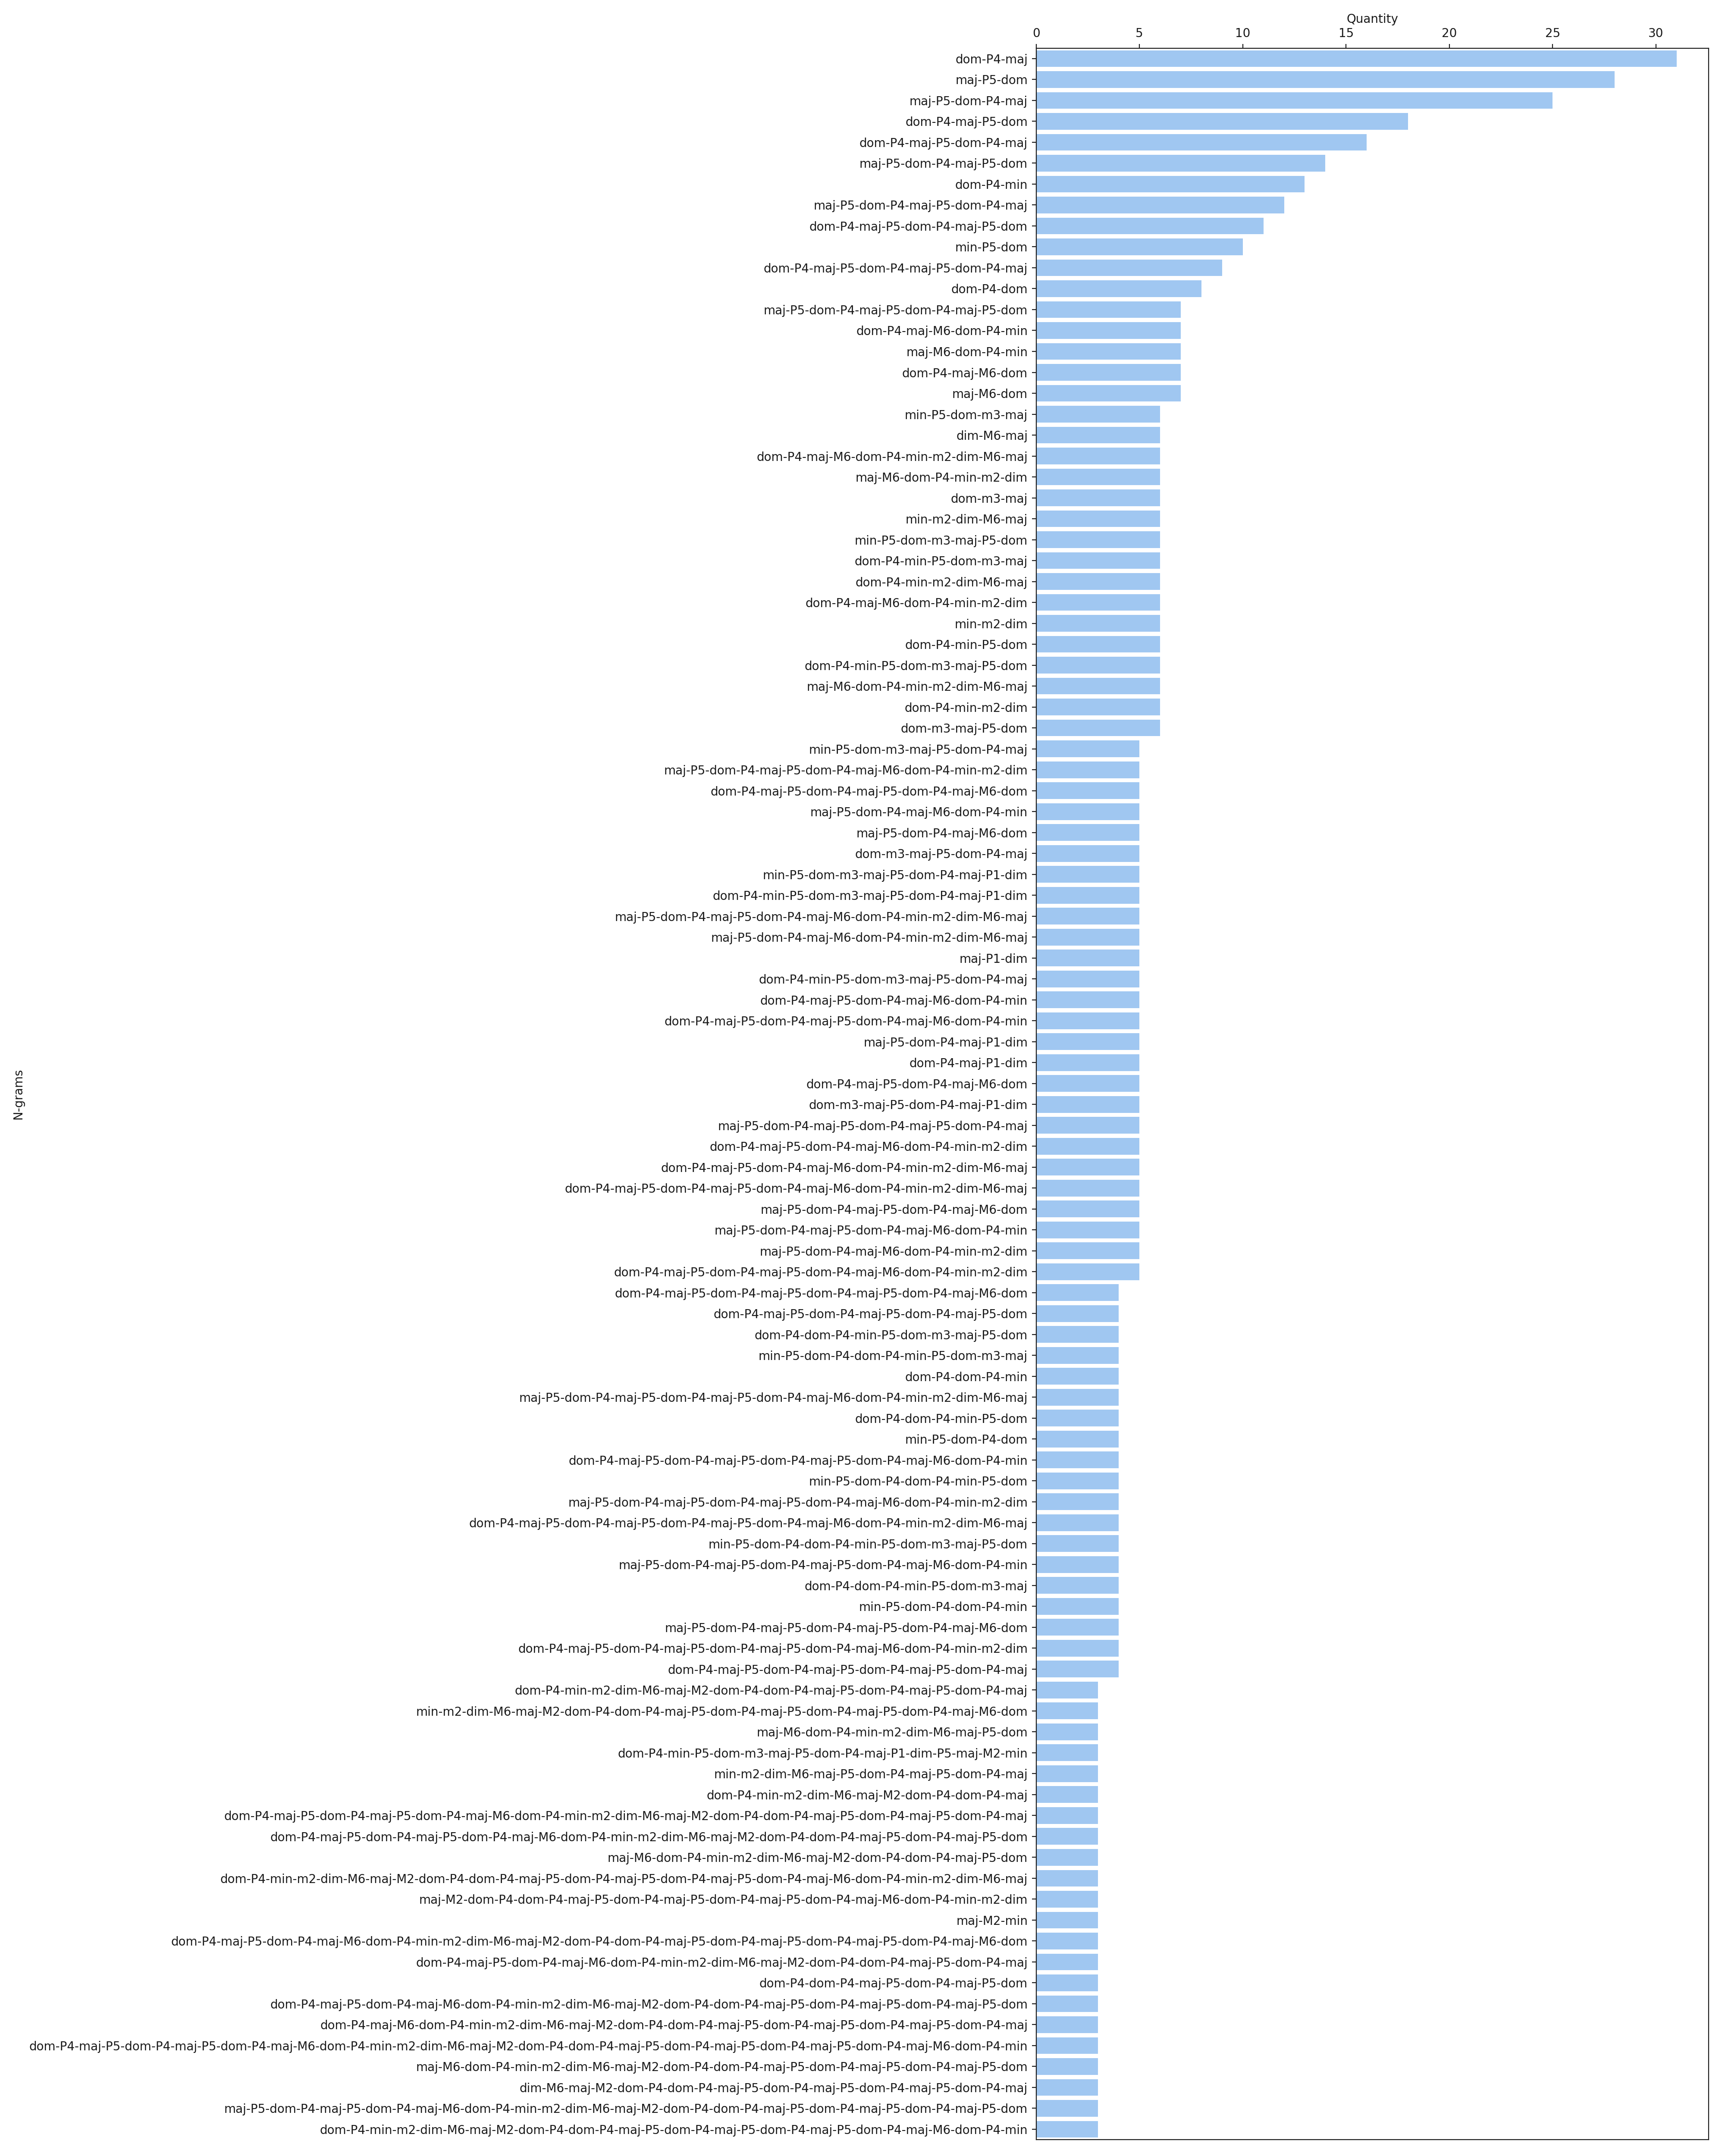 Quantity
0 5 10 15 20 25 30
dom-P4-maj
maj-P5-dom
maj-P5-dom-P4-maj
dom-P4-maj-P5-dom
dom-P4-maj-P5-dom-P4-maj
maj-P5-dom-P4-maj-P5-dom
dom-P4-min
maj-P5-dom-P4-maj-P5-dom-P4-maj
dom-P4-maj-P5-dom-P4-maj-P5-dom
min-P5-dom
dom-P4-maj-P5-dom-P4-maj-P5-dom-P4-maj
dom-P4-dom
maj-P5-dom-P4-maj-P5-dom-P4-maj-P5-dom
dom-P4-maj-M6-dom-P4-min
maj-M6-dom-P4-min
dom-P4-maj-M6-dom
maj-M6-dom
min-P5-dom-m3-maj
dim-M6-maj
dom-P4-maj-M6-dom-P4-min-m2-dim-M6-maj
maj-M6-dom-P4-min-m2-dim
dom-m3-maj
min-m2-dim-M6-maj
min-P5-dom-m3-maj-P5-dom
dom-P4-min-P5-dom-m3-maj
dom-P4-min-m2-dim-M6-maj
dom-P4-maj-M6-dom-P4-min-m2-dim
min-m2-dim
dom-P4-min-P5-dom
dom-P4-min-P5-dom-m3-maj-P5-dom
maj-M6-dom-P4-min-m2-dim-M6-maj
dom-P4-min-m2-dim
dom-m3-maj-P5-dom
min-P5-dom-m3-maj-P5-dom-P4-maj
maj-P5-dom-P4-maj-P5-dom-P4-maj-M6-dom-P4-min-m2-dim
dom-P4-maj-P5-dom-P4-maj-P5-dom-P4-maj-M6-dom
maj-P5-dom-P4-maj-M6-dom-P4-min
maj-P5-dom-P4-maj-M6-dom
dom-m3-maj-P5-dom-P4-maj
min-P5-dom-m3-maj-P5-dom-P4-maj-P1-dim
dom-P4-min-P5-dom-m3-maj-P5-dom-P4-maj-P1-dim
maj-P5-dom-P4-maj-P5-dom-P4-maj-M6-dom-P4-min-m2-dim-M6-maj
maj-P5-dom-P4-maj-M6-dom-P4-min-m2-dim-M6-maj
maj-P1-dim
dom-P4-min-P5-dom-m3-maj-P5-dom-P4-maj
dom-P4-maj-P5-dom-P4-maj-M6-dom-P4-min
dom-P4-maj-P5-dom-P4-maj-P5-dom-P4-maj-M6-dom-P4-min
maj-P5-dom-P4-maj-P1-dim
dom-P4-maj-P1-dim
dom-P4-maj-P5-dom-P4-maj-M6-dom
dom-m3-maj-P5-dom-P4-maj-P1-dim
maj-P5-dom-P4-maj-P5-dom-P4-maj-P5-dom-P4-maj
dom-P4-maj-P5-dom-P4-maj-M6-dom-P4-min-m2-dim
dom-P4-maj-P5-dom-P4-maj-M6-dom-P4-min-m2-dim-M6-maj
dom-P4-maj-P5-dom-P4-maj-P5-dom-P4-maj-M6-dom-P4-min-m2-dim-M6-maj
maj-P5-dom-P4-maj-P5-dom-P4-maj-M6-dom
maj-P5-dom-P4-maj-P5-dom-P4-maj-M6-dom-P4-min
maj-P5-dom-P4-maj-M6-dom-P4-min-m2-dim
dom-P4-maj-P5-dom-P4-maj-P5-dom-P4-maj-M6-dom-P4-min-m2-dim
dom-P4-maj-P5-dom-P4-maj-P5-dom-P4-maj-P5-dom-P4-maj-M6-dom
dom-P4-maj-P5-dom-P4-maj-P5-dom-P4-maj-P5-dom
dom-P4-dom-P4-min-P5-dom-m3-maj-P5-dom
min-P5-dom-P4-dom-P4-min-P5-dom-m3-maj
dom-P4-dom-P4-min
maj-P5-dom-P4-maj-P5-dom-P4-maj-P5-dom-P4-maj-M6-dom-P4-min-m2-dim-M6-maj
dom-P4-dom-P4-min-P5-dom
min-P5-dom-P4-dom
dom-P4-maj-P5-dom-P4-maj-P5-dom-P4-maj-P5-dom-P4-maj-M6-dom-P4-min
min-P5-dom-P4-dom-P4-min-P5-dom
maj-P5-dom-P4-maj-P5-dom-P4-maj-P5-dom-P4-maj-M6-dom-P4-min-m2-dim
dom-P4-maj-P5-dom-P4-maj-P5-dom-P4-maj-P5-dom-P4-maj-M6-dom-P4-min-m2-dim-M6-maj
min-P5-dom-P4-dom-P4-min-P5-dom-m3-maj-P5-dom
maj-P5-dom-P4-maj-P5-dom-P4-maj-P5-dom-P4-maj-M6-dom-P4-min
dom-P4-dom-P4-min-P5-dom-m3-maj
min-P5-dom-P4-dom-P4-min
maj-P5-dom-P4-maj-P5-dom-P4-maj-P5-dom-P4-maj-M6-dom
dom-P4-maj-P5-dom-P4-maj-P5-dom-P4-maj-P5-dom-P4-maj-M6-dom-P4-min-m2-dim
dom-P4-maj-P5-dom-P4-maj-P5-dom-P4-maj-P5-dom-P4-maj
dom-P4-min-m2-dim-M6-maj-M2-dom-P4-dom-P4-maj-P5-dom-P4-maj-P5-dom-P4-maj
min-m2-dim-M6-maj-M2-dom-P4-dom-P4-maj-P5-dom-P4-maj-P5-dom-P4-maj-P5-dom-P4-maj-M6-dom
maj-M6-dom-P4-min-m2-dim-M6-maj-P5-dom
dom-P4-min-P5-dom-m3-maj-P5-dom-P4-maj-P1-dim-P5-maj-M2-min
min-m2-dim-M6-maj-P5-dom-P4-maj-P5-dom-P4-maj
dom-P4-min-m2-dim-M6-maj-M2-dom-P4-dom-P4-maj
dom-P4-maj-P5-dom-P4-maj-P5-dom-P4-maj-M6-dom-P4-min-m2-dim-M6-maj-M2-dom-P4-dom-P4-maj-P5-dom-P4-maj-P5-dom-P4-maj
dom-P4-maj-P5-dom-P4-maj-P5-dom-P4-maj-M6-dom-P4-min-m2-dim-M6-maj-M2-dom-P4-dom-P4-maj-P5-dom-P4-maj-P5-dom
maj-M6-dom-P4-min-m2-dim-M6-maj-M2-dom-P4-dom-P4-maj-P5-dom
dom-P4-min-m2-dim-M6-maj-M2-dom-P4-dom-P4-maj-P5-dom-P4-maj-P5-dom-P4-maj-P5-dom-P4-maj-M6-dom-P4-min-m2-dim-M6-maj
maj-M2-dom-P4-dom-P4-maj-P5-dom-P4-maj-P5-dom-P4-maj-P5-dom-P4-maj-M6-dom-P4-min-m2-dim
maj-M2-min
dom-P4-maj-P5-dom-P4-maj-M6-dom-P4-min-m2-dim-M6-maj-M2-dom-P4-dom-P4-maj-P5-dom-P4-maj-P5-dom-P4-maj-P5-dom-P4-maj-M6-dom
dom-P4-maj-P5-dom-P4-maj-M6-dom-P4-min-m2-dim-M6-maj-M2-dom-P4-dom-P4-maj-P5-dom-P4-maj
dom-P4-dom-P4-maj-P5-dom-P4-maj-P5-dom
dom-P4-maj-P5-dom-P4-maj-M6-dom-P4-min-m2-dim-M6-maj-M2-dom-P4-dom-P4-maj-P5-dom-P4-maj-P5-dom-P4-maj-P5-dom
dom-P4-maj-M6-dom-P4-min-m2-dim-M6-maj-M2-dom-P4-dom-P4-maj-P5-dom-P4-maj-P5-dom-P4-maj-P5-dom-P4-maj
dom-P4-maj-P5-dom-P4-maj-P5-dom-P4-maj-M6-dom-P4-min-m2-dim-M6-maj-M2-dom-P4-dom-P4-maj-P5-dom-P4-maj-P5-dom-P4-maj-P5-dom-P4-maj-M6-dom-P4-min
maj-M6-dom-P4-min-m2-dim-M6-maj-M2-dom-P4-dom-P4-maj-P5-dom-P4-maj-P5-dom-P4-maj-P5-dom
dim-M6-maj-M2-dom-P4-dom-P4-maj-P5-dom-P4-maj-P5-dom-P4-maj-P5-dom-P4-maj
maj-P5-dom-P4-maj-P5-dom-P4-maj-M6-dom-P4-min-m2-dim-M6-maj-M2-dom-P4-dom-P4-maj-P5-dom-P4-maj-P5-dom-P4-maj-P5-dom
dom-P4-min-m2-dim-M6-maj-M2-dom-P4-dom-P4-maj-P5-dom-P4-maj-P5-dom-P4-maj-P5-dom-P4-maj-M6-dom-P4-min
N-grams